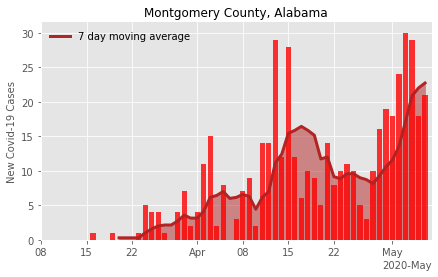 Montgomery County, Alabama
7 day moving average
New Covid-19 Cases
30
25
20
15
10
5
0
08 15 22 Apr 08 15 22 May
2020-May